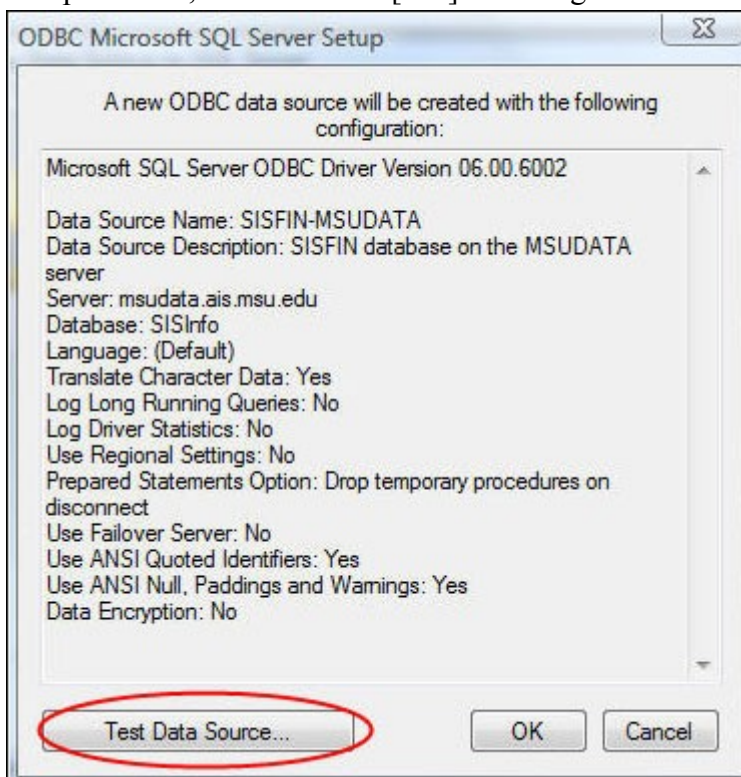 ODBC Microsoft SQL Server Setup
A new ODBC data source will be created with the following
configuration:
Microsoft SQL Server ODBC Driver Version 06.00.6002
Data Source Name: SISFIN-MSUDATA
Data Source Description: SISFIN database on the MSUDATA
server
Server: msudata.ais.msu.edu
Database: SISInfo
Language: (Default)
Translate Character Data: Yes
Log Long Running Queries: No
Log Driver Statistics: No
Use Regional Settings: No
Prepared Statements Option: Drop temporary procedures on
disconnect
Use Failover Server: No
Use ANSI Quoted Identifiers: Yes
Use ANSI Null, Paddings and Warnings: Yes
Data Encryption: No
Test Data Source... OK Cancel